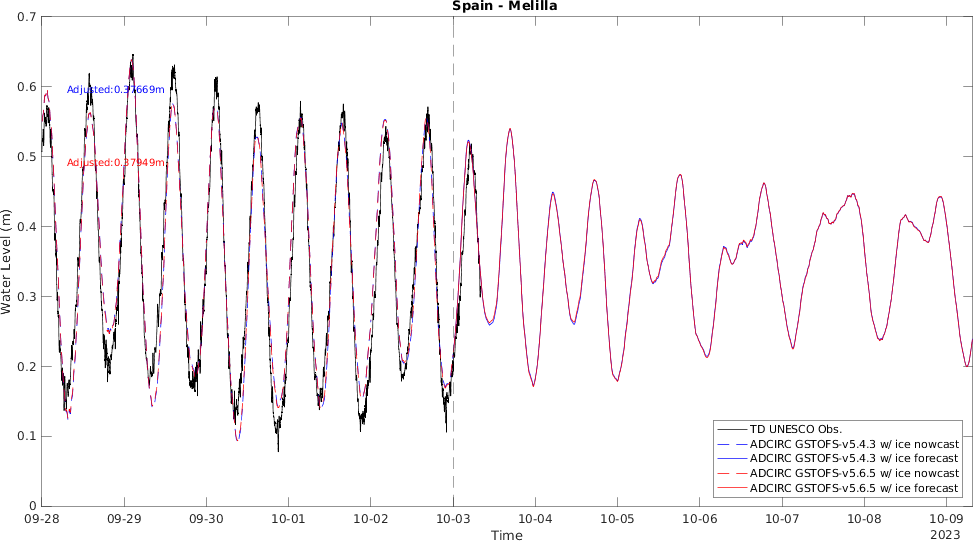 Spain - Melilla
0.7
0.6
0.5
0.4
0.3
0.2
0.1
0
Water Level (m)
Adjusted:0.37669m
Adjusted:0.37949m
TD UNESCO Obs.
ADCIRC GSTOFS-v5.4.3 w/ ice nowcast
ADCIRC GSTOFS-v5.4.3 w/ ice forecast
ADCIRC GSTOFS-v5.6.5 w/ ice nowcast
ADCIRC GSTOFS-v5.6.5 w/ ice forecast
09-28 09-29 09-30 10-01 10-02 10-03 10-04 10-05 10-06 10-07 10-08 10-09
2023
Time